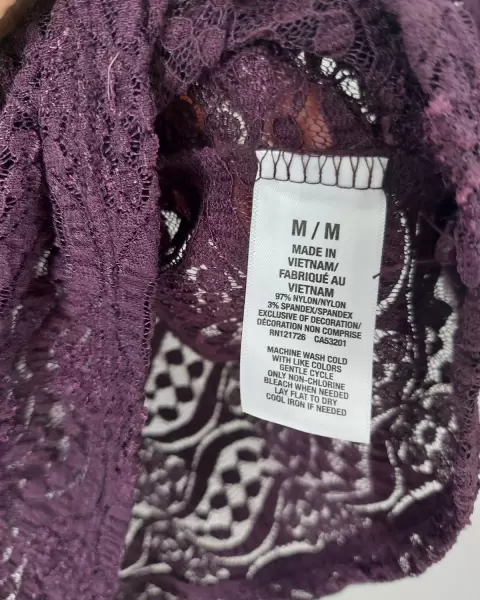 M / M
MADE IN
VIETNAM/
FABRIQUÉ AU
VIETNAM
97% NYLON/NYLON
3% SPANDEX/SPANDEX
EXCLUSIVE OF DECORATION/
DÉCORATION NON COMPRISE
RN121726 CA53201
MACHINE WASH COLD
WITH LIKE COLORS
GENTLE CYCLE
ONLY NON-CHLORINE
BLEACH WHEN NEEDED
LAY FLAT TO DRY
COOL IRON IF NEEDED